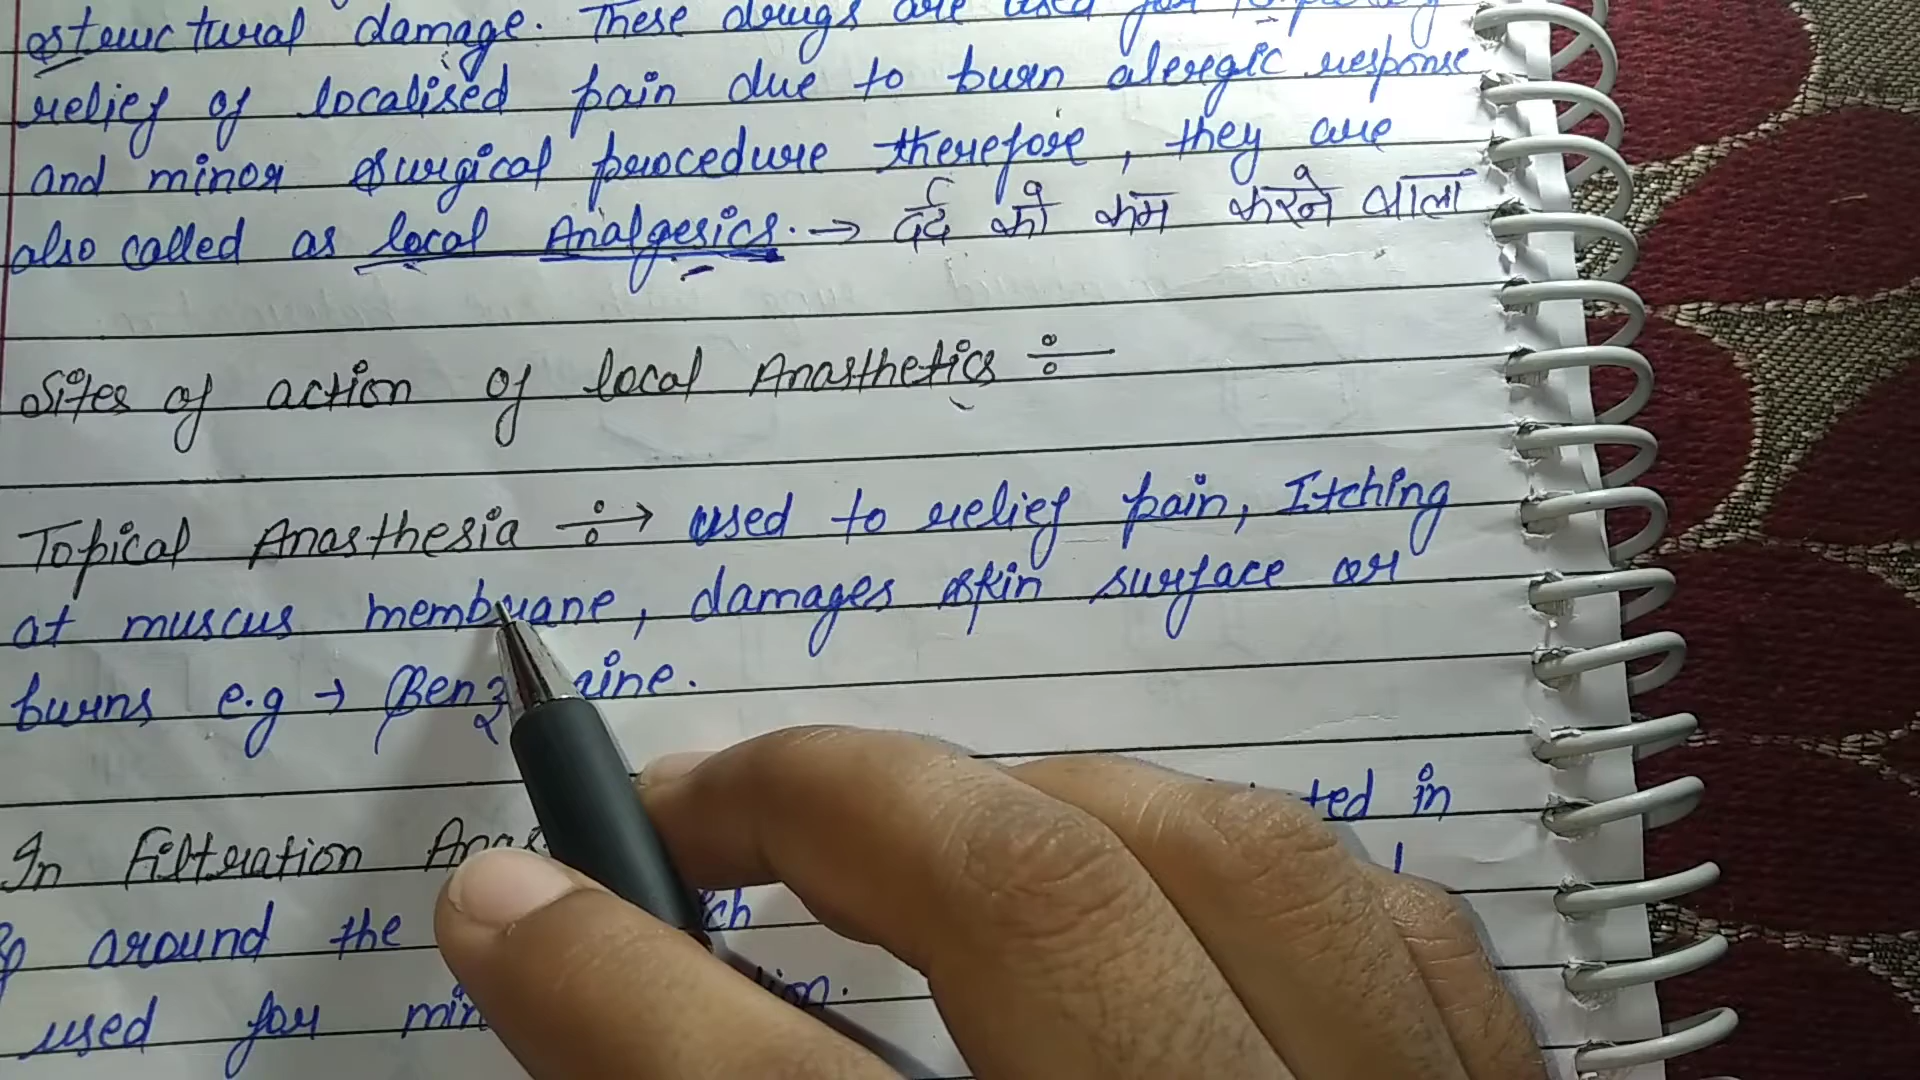 structural damage. These drugs are used for
relief of localised pain due to burn alergic response
and minor surgical procedure therefore, they are
also called as local Analgesics. → दर्द को कम करने वाला
Sites of action of local Anasthetics ÷
Topical Anasthesia ÷→ used to relief pain, Itching
at muscus membrane, damages skin surface or
burns e.g →
In filtration in
around the
used for